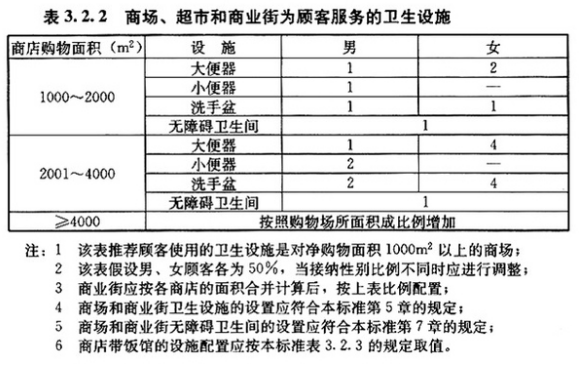 表 3.2.2 商场、超市和商业街为顾客服务的卫生设施
商店购物面积（m²） 设 施 男 女
1000～2000 大便器 1 2
小便器 1 —
洗手盆 1 1
无障碍卫生间 1
2001～4000 大便器 1 4
小便器 2 —
洗手盆 2 4
无障碍卫生间 1
≥4000 按照购物场所面积成比例增加
注：1 该表推荐顾客使用的卫生设施是对净购物面积 1000m² 以上的商场；
2 该表假设男、女顾客各为 50％，当接纳性别比例不同时应进行调整；
3 商业街应按各商店的面积合并计算后，按上表比例配置；
4 商场和商业街卫生设施的设置应符合本标准第 5 章的规定；
5 商场和商业街无障碍卫生间的设置应符合本标准第 7 章的规定；
6 商店带饭馆的设施配置应按本标准表 3.2.3 的规定取值。